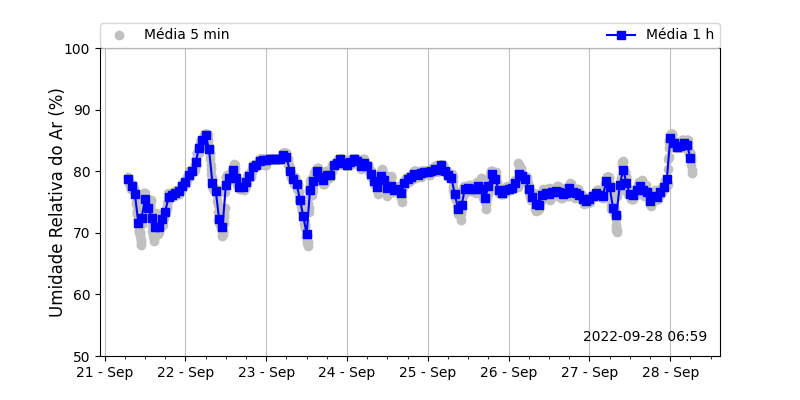 Média 5 min Média 1 h
100
90
80
70
60
50
Umidade Relativa do Ar (%)
2022-09-28 06:59
21 - Sep 22 - Sep 23 - Sep 24 - Sep 25 - Sep 26 - Sep 27 - Sep 28 - Sep